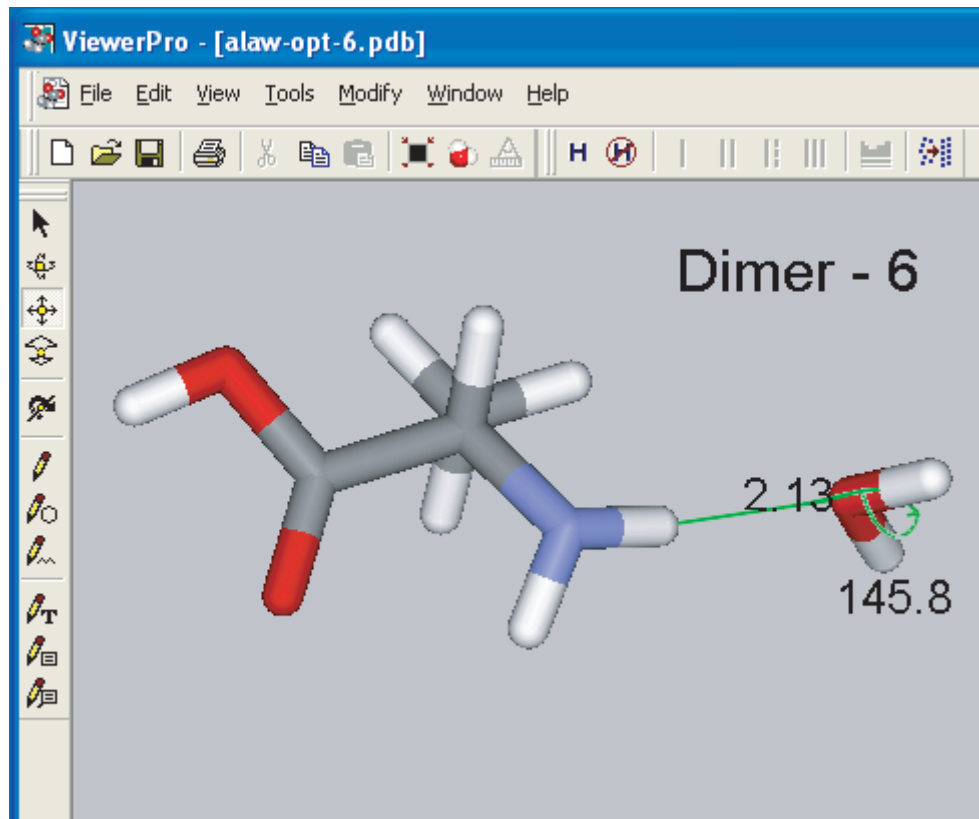 ViewerPro - [alaw-opt-6.pdb]
File Edit View Tools Modify Window Help
H H
Dimer - 6
2.13
145.8
T